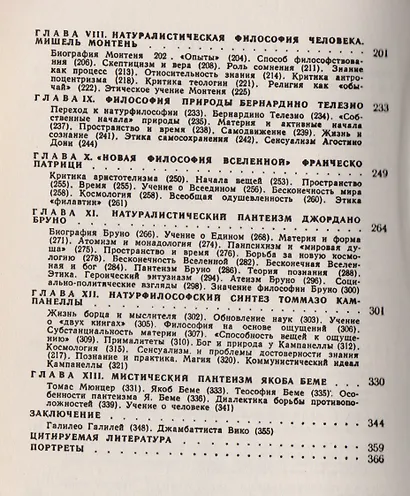 ГЛАВА VIII. НАТУРАЛИСТИЧЕСКАЯ ФИЛОСОФИЯ ЧЕЛОВЕКА.
МИШЕЛЬ МОНТЕНЬ 201
Биография Монтеня 202. «Опыты» (204). Способ философствова-
ния (206). Скептицизм и вера (208). Роль сомнения (211). Знание
как процесс (213). Относительность знания (214). Критика антро-
поцентризма (218). Критика теологии (221). Религия как «обы-
чай» (222). Этическое учение Монтеня (225)
ГЛАВА IX. ФИЛОСОФИЯ ПРИРОДЫ БЕРНАРДИНО ТЕЛЕЗИО 233
Переход к натурфилософии (233). Бернардино Телезио (234). «Соб-
ственные начала» природы (235). Материя и активные начала
(237). Пространство и время (238). Самодвижение (239). Жизнь и
сознание (241). Этика самосохранения (242). Сенсуализм Агостино
Дони (244)
ГЛАВА X. «НОВАЯ ФИЛОСОФИЯ ВСЕЛЕННОЙ» ФРАНЧЕСКО
ПАТРИЦИ 249
Критика аристотелизма (250). Начала вещей (253). Пространство
(255). Время (255). Учение о Всеедином (256). Бесконечность мира
(258). Космология (258). Всеобщая одушевленность (260). Этика
«филавтии» (261)
ГЛАВА XI. НАТУРАЛИСТИЧЕСКИЙ ПАНТЕИЗМ ДЖОРДАНО
БРУНО 264
Биография Бруно (266). Учение о Едином (268). Материя и форма
(271). Атомизм и монадология (274). Панпсихизм и «мировая ду-
ша» (275). Пространство и время (276). Борьба за новую космо-
логию (278). Бесконечность Вселенной (282). Бесконечная Вселен-
ная и бог (284). Пантеизм Бруно (286). Теория познания (288).
Этика. Героический энтузиазм (294). Атеизм Бруно (296). Соци-
ально-политические взгляды (298). Значение философии Бруно (300)
ГЛАВА XII. НАТУРФИЛОСОФСКИЙ СИНТЕЗ ТОММАЗО КАМ-
ПАНЕЛЛЫ 301
Жизнь борца и мыслителя (302). Обновление наук (303). Учение
о «двух книгах» (305). Философия на основе ощущений (306).
Субстанциальность материи (307). «Способность вещей к ощуще-
нию» (309). Прималитеты (310). Бог и природа у Кампанеллы (312).
Космология (315). Сенсуализм и проблемы достоверности знания
(217). Познание и практика. Магия (320). Коммунистический идеал
Кампанеллы (321)
ГЛАВА XIII. МИСТИЧЕСКИЙ ПАНТЕИЗМ ЯКОБА БЕМЕ 330
Томас Мюнцер (331). Якоб Беме (333). Теософия Беме (335). Осо-
бенности пантеизма Я. Беме (336). Диалектика борьбы противопо-
ложностей (339). Учение о человеке (341)
ЗАКЛЮЧЕНИЕ 344
Галилео Галилей (348). Джамбаттиста Вико (355)
ЦИТИРУЕМАЯ ЛИТЕРАТУРА 359
ПОРТРЕТЫ 366